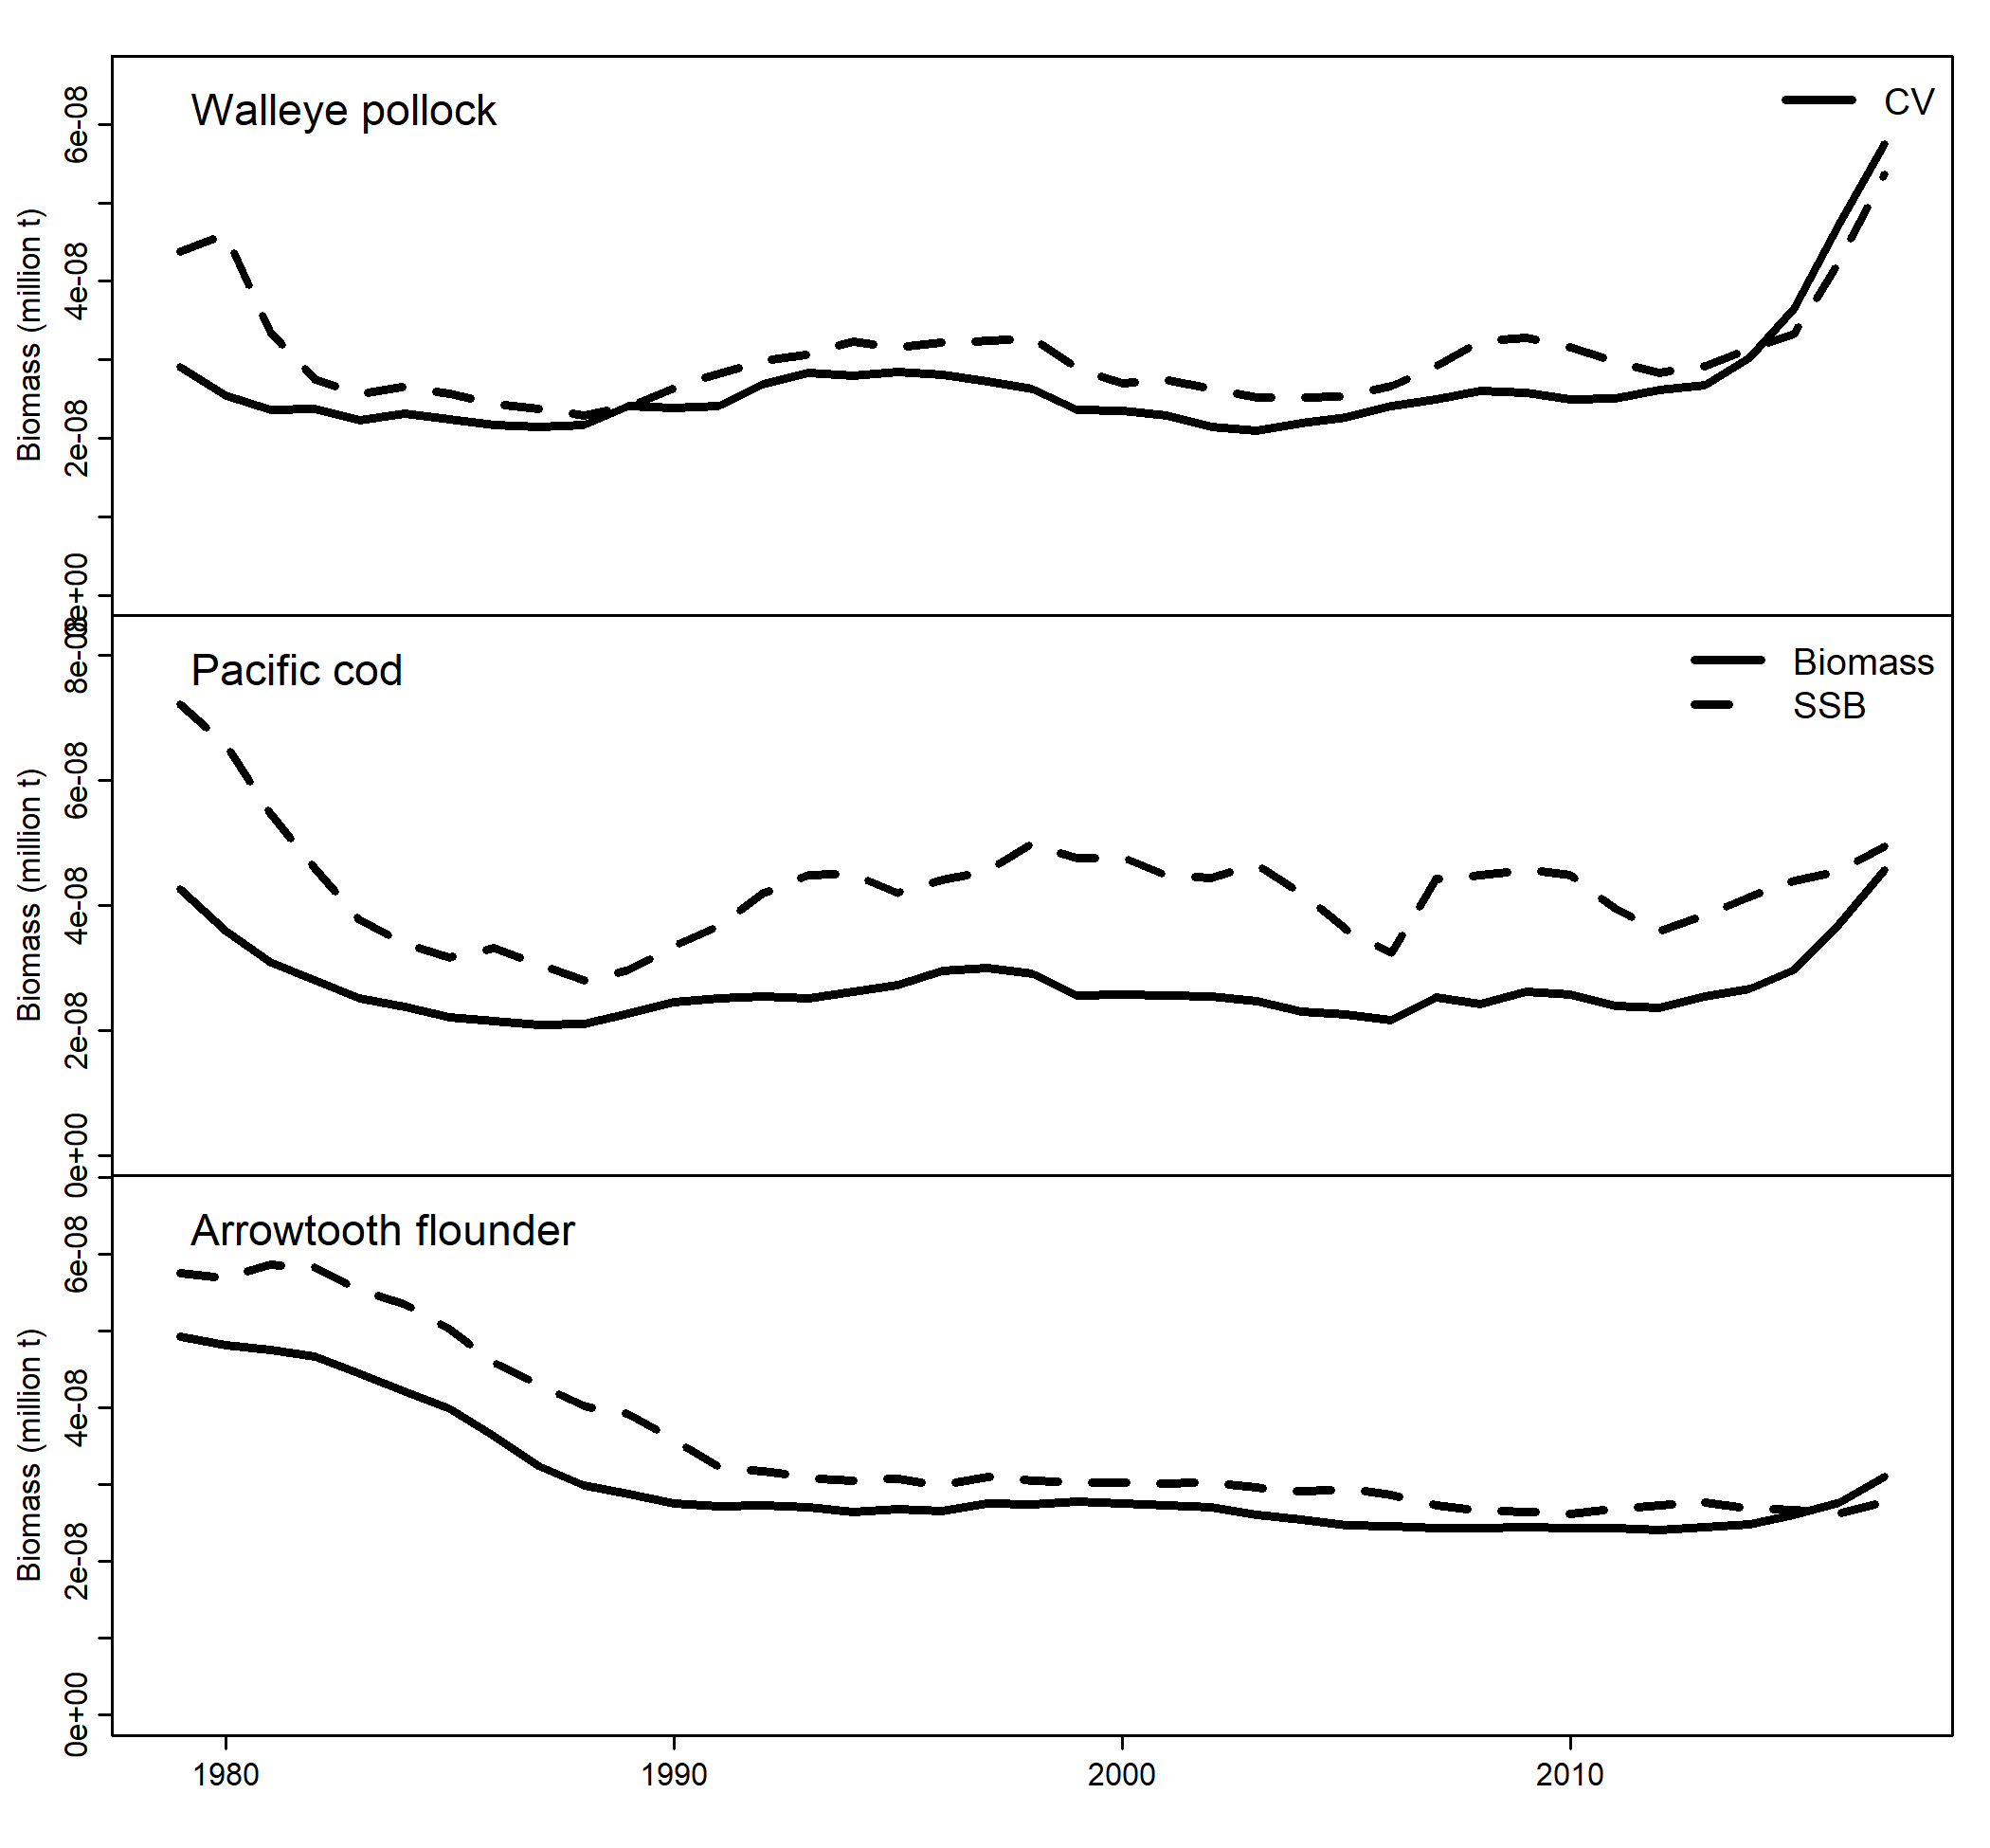 Walleye pollock
CV
Biomass (million t)
6e-08
4e-08
2e-08
0e+00
Pacific cod
Biomass
SSB
Biomass (million t)
8e-08
6e-08
4e-08
2e-08
0e+00
Arrowtooth flounder
Biomass (million t)
6e-08
4e-08
2e-08
0e+00
1980 1990 2000 2010